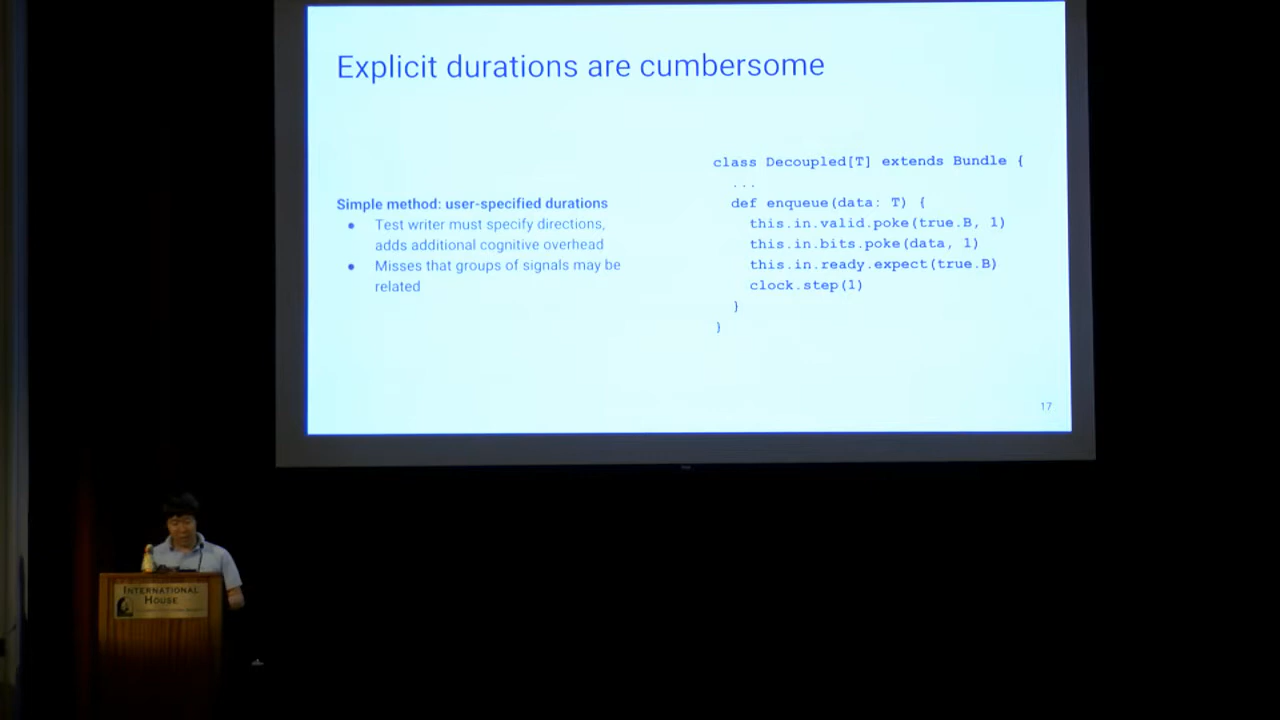 Explicit durations are cumbersome
Simple method: user-specified durations
● Test writer must specify directions,
adds additional cognitive overhead
● Misses that groups of signals may be
related
class Decoupled[T] extends Bundle {
...
def enqueue(data: T) {
this.in.valid.poke(true.B, 1)
this.in.bits.poke(data, 1)
this.in.ready.expect(true.B)
clock.step(1)
}
}
17
INTERNATIONAL
HOUSE